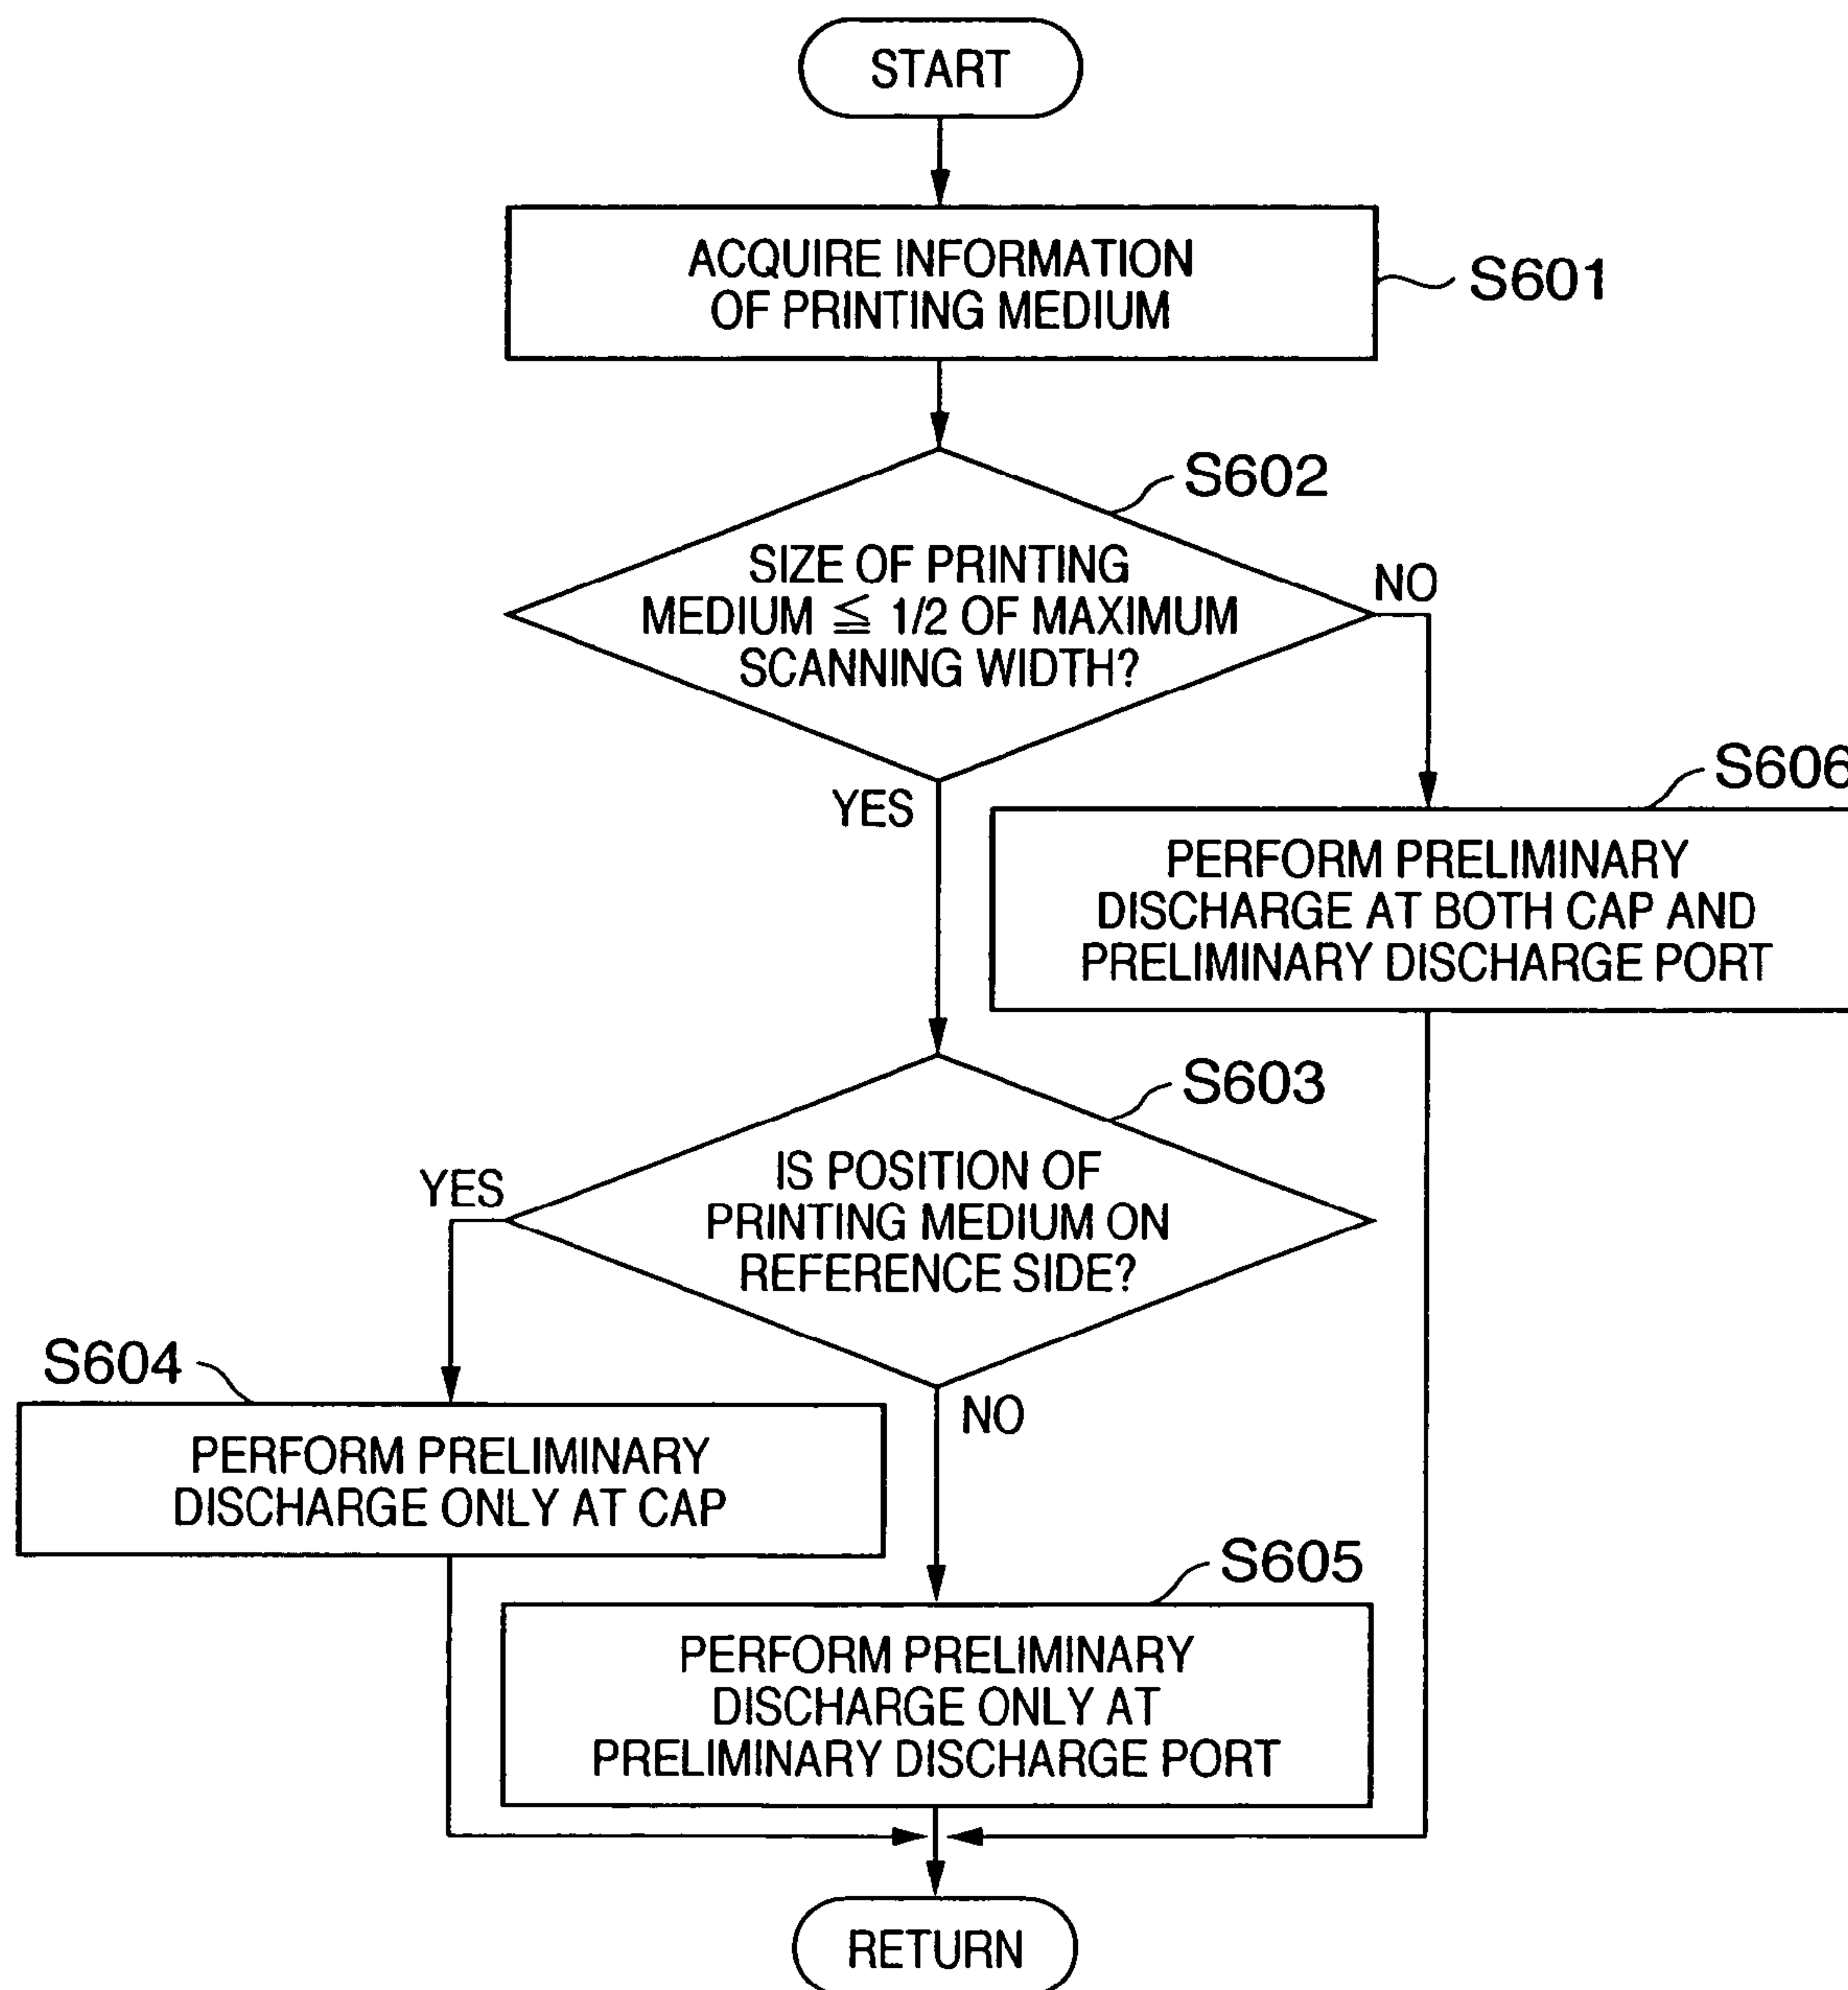 START
ACQUIRE INFORMATION
OF PRINTING MEDIUM
S601
S602
SIZE OF PRINTING
MEDIUM ≦ 1/2 OF MAXIMUM
SCANNING WIDTH?
NO
YES
S606
PERFORM PRELIMINARY
DISCHARGE AT BOTH CAP AND
PRELIMINARY DISCHARGE PORT
S603
IS POSITION OF
PRINTING MEDIUM ON
REFERENCE SIDE?
YES
NO
S604
PERFORM PRELIMINARY
DISCHARGE ONLY AT CAP
S605
PERFORM PRELIMINARY
DISCHARGE ONLY AT
PRELIMINARY DISCHARGE PORT
RETURN